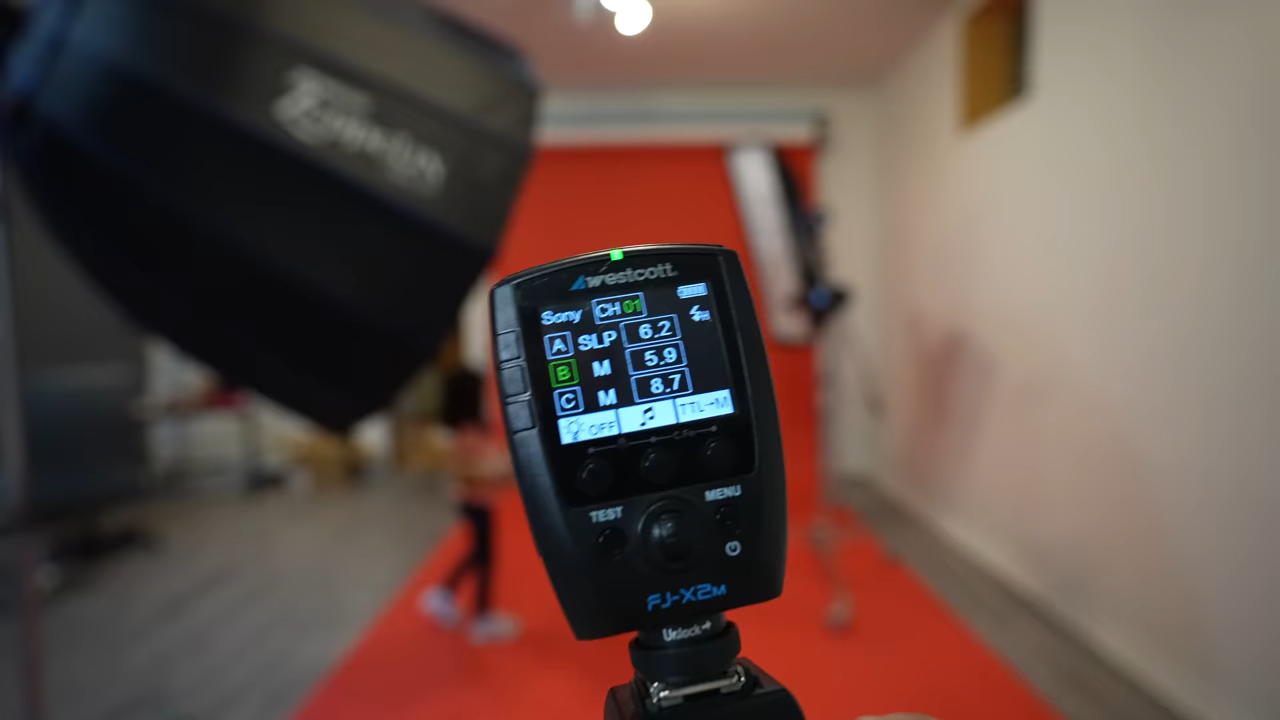 Westcott
Sony CH 01
A SLP 6.2
B M 5.9
C M 8.7
OFF TTL→M
TEST MENU
FJ-X2M
Unlock→